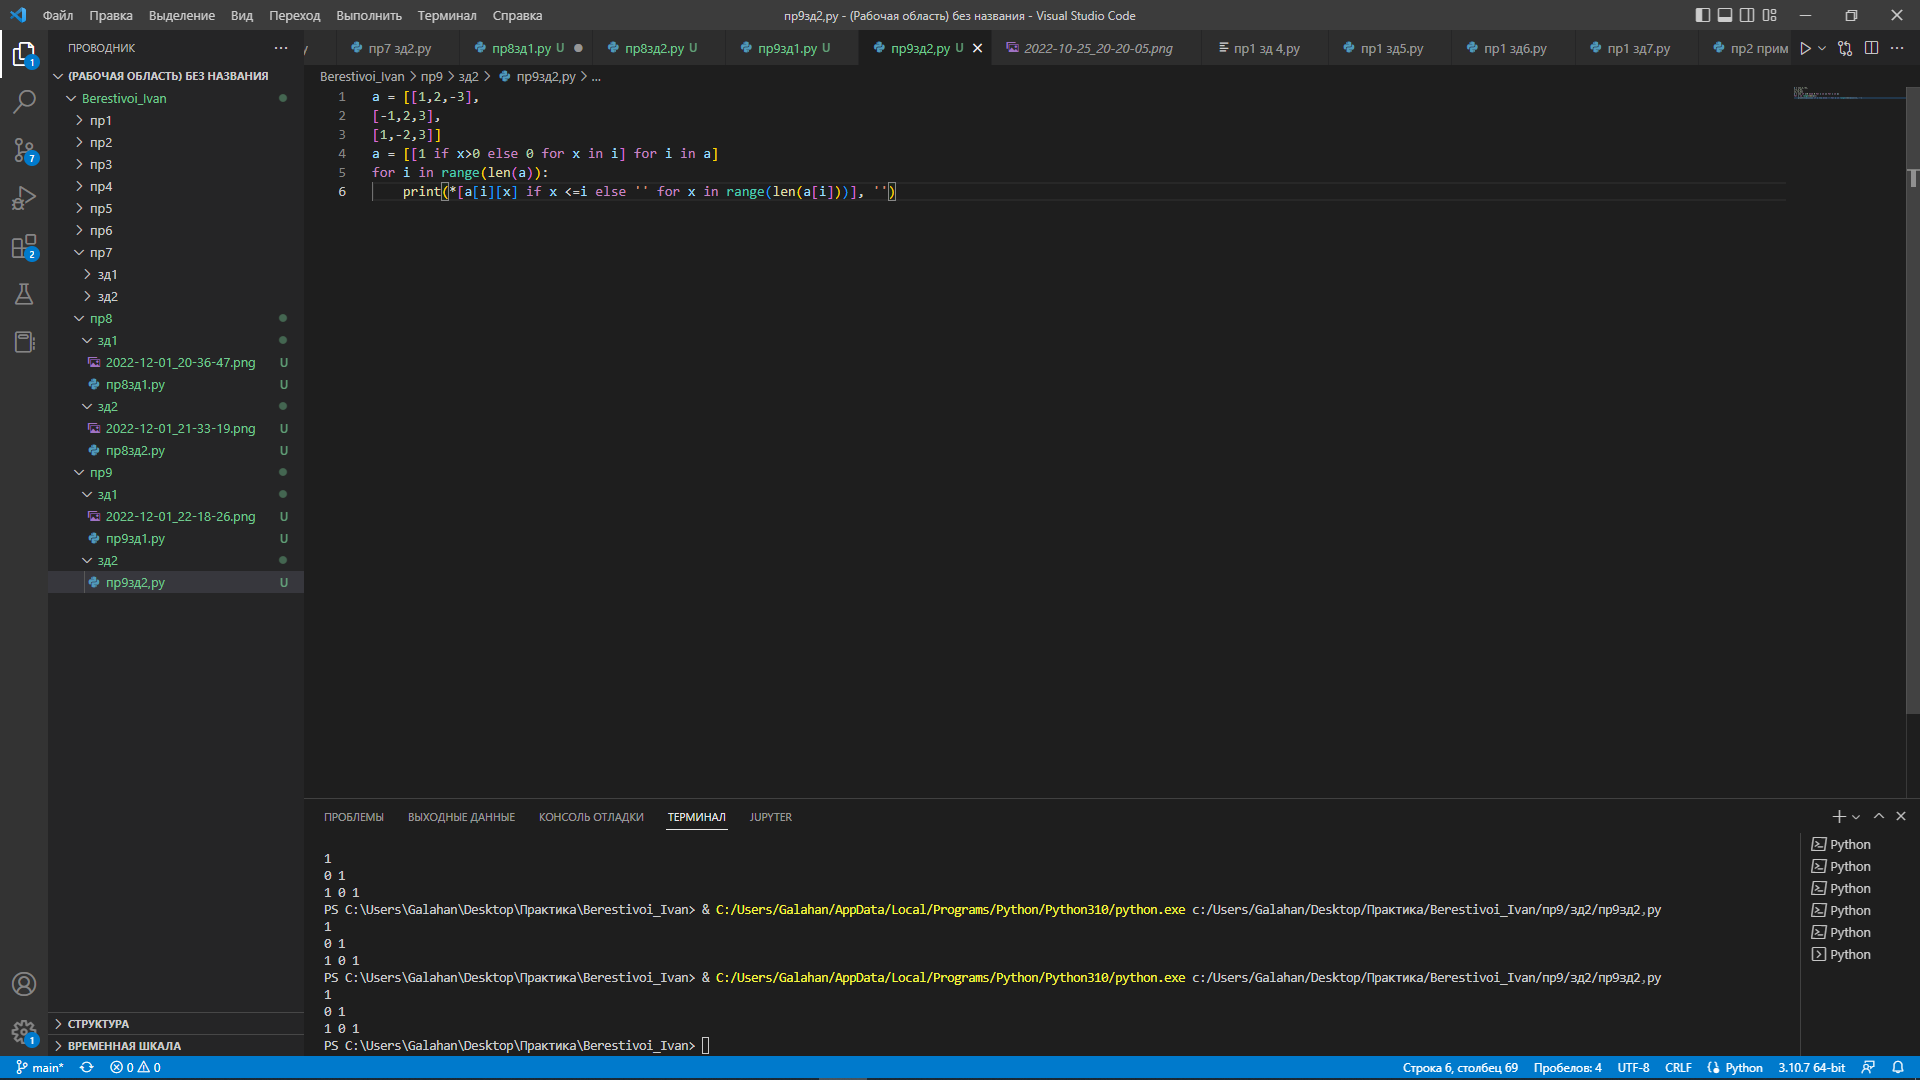 Файл Правка Выделение Вид Переход Выполнить Терминал Справка
пр9зд2,py - (Рабочая область) без названия - Visual Studio Code
ПРОВОДНИК
пр7 зд2.py
пр8зд1.py U
пр8зд2.py U
пр9зд1.py U
пр9зд2,py U
2022-10-25_20-20-05.png
пр1 зд 4,py
пр1 зд5.py
пр1 зд6.py
пр1 зд7.py
пр2 прим
(РАБОЧАЯ ОБЛАСТЬ) БЕЗ НАЗВАНИЯ
Berestivoi_Ivan
пр1
пр2
пр3
пр4
пр5
пр6
пр7
зд1
зд2
пр8
зд1
2022-12-01_20-36-47.png U
пр8зд1.py U
зд2
2022-12-01_21-33-19.png U
пр8зд2.py U
пр9
зд1
2022-12-01_22-18-26.png U
пр9зд1.py U
зд2
пр9зд2,py U
СТРУКТУРА
ВРЕМЕННАЯ ШКАЛА
1
7
2
1
Berestivoi_Ivan > пр9 > зд2 > пр9зд2,py > ...
1 a = [[1,2,-3],
2 [-1,2,3],
3 [1,-2,3]]
4 a = [[1 if x>0 else 0 for x in i] for i in a]
5 for i in range(len(a)):
6     print(*[a[i][x] if x <=i else '' for x in range(len(a[i]))], '')
ПРОБЛЕМЫ ВЫХОДНЫЕ ДАННЫЕ КОНСОЛЬ ОТЛАДКИ ТЕРМИНАЛ JUPYTER
1
0 1
1 0 1
PS C:\Users\Galahan\Desktop\Практика\Berestivoi_Ivan> & C:/Users/Galahan/AppData/Local/Programs/Python/Python310/python.exe c:/Users/Galahan/Desktop/Практика/Berestivoi_Ivan/пр9/зд2/пр9зд2,py
1
0 1
1 0 1
PS C:\Users\Galahan\Desktop\Практика\Berestivoi_Ivan> & C:/Users/Galahan/AppData/Local/Programs/Python/Python310/python.exe c:/Users/Galahan/Desktop/Практика/Berestivoi_Ivan/пр9/зд2/пр9зд2,py
1
0 1
1 0 1
PS C:\Users\Galahan\Desktop\Практика\Berestivoi_Ivan>
Python
Python
Python
Python
Python
Python
main* 0 0
Строка 6, столбец 69 Пробелов: 4 UTF-8 CRLF Python 3.10.7 64-bit